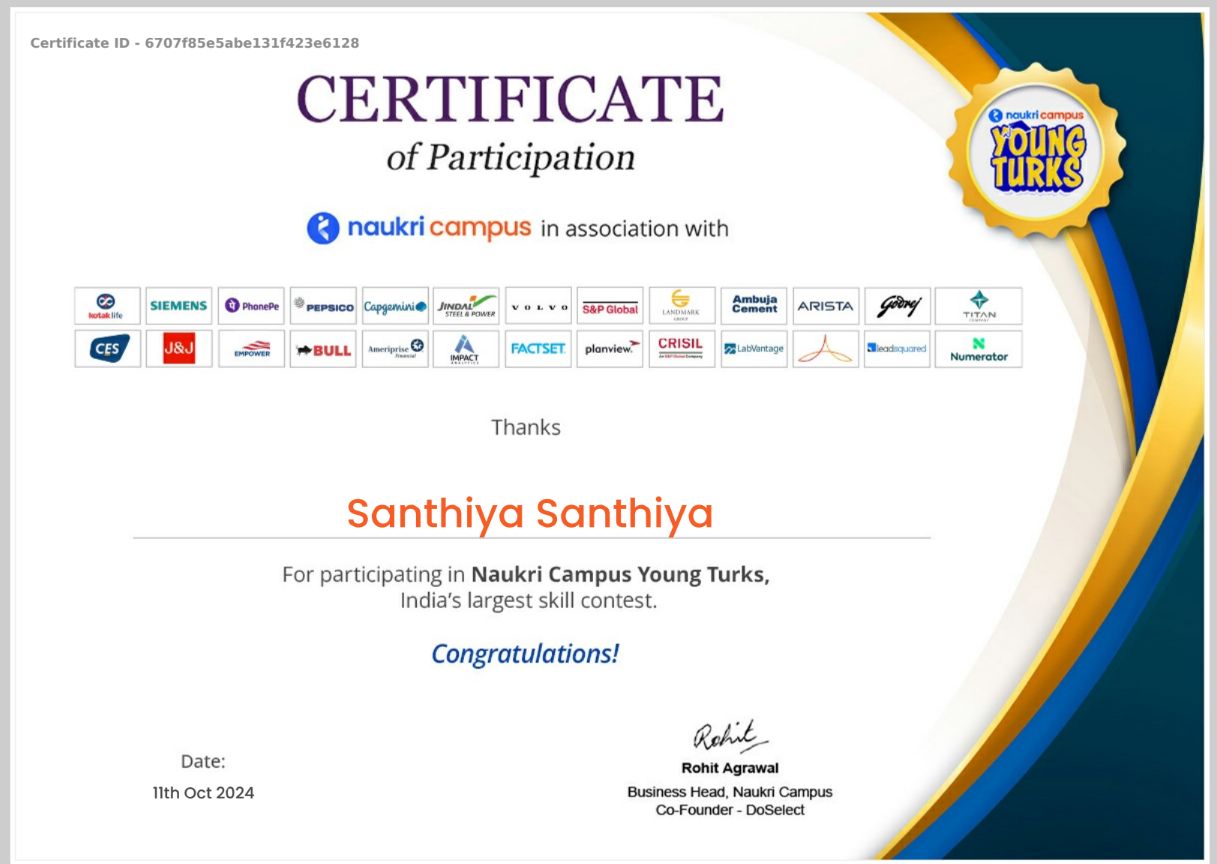 Certificate ID - 6707f85e5abe131f423e6128
CERTIFICATE
of Participation
naukri campus
YOUNG
TURKS
naukri campus in association with
kotak life
SIEMENS
PhonePe
PEPSICO
Capgemini
JINDAL
STEEL & POWER
VOLVO
S&P Global
LANDMARK
GROUP
Ambuja
Cement
ARISTA
Godrej
TITAN
COMPANY
CES
J&J
EMPOWER
BULL
Ameriprise
Financial
IMPACT
ANALYTICS
FACTSET
planview
CRISIL
An S&P Global Company
LabVantage
leadsquared
Numerator
Thanks
Santhiya Santhiya
For participating in Naukri Campus Young Turks,
India's largest skill contest.
Congratulations!
Rohit
Rohit Agrawal
Business Head, Naukri Campus
Co-Founder - DoSelect
Date:
11th Oct 2024